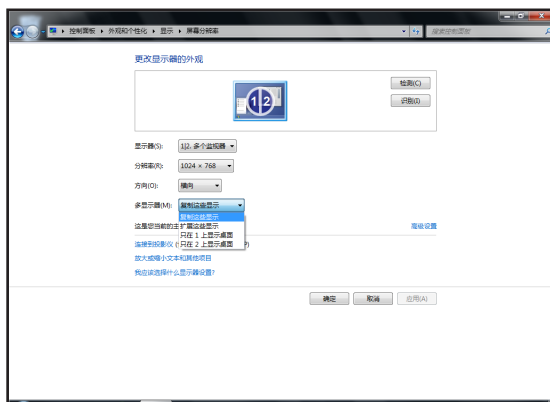 控制面板 ▸ 外观和个性化 ▸ 显示 ▸ 屏幕分辨率
搜索控制面板
更改显示器的外观
1|2
检测(C)
识别(I)
显示器(S): 1|2. 多个监视器
分辨率(R): 1024 × 768
方向(O): 横向
多显示器(M): 复制这些显示
复制这些显示
这是您当前的主 扩展这些显示 高级设置
只在 1 上显示桌面
连接到投影仪 ( 只在 2 上显示桌面 P)
放大或缩小文本和其他项目
我应该选择什么显示器设置?
确定 取消 应用(A)